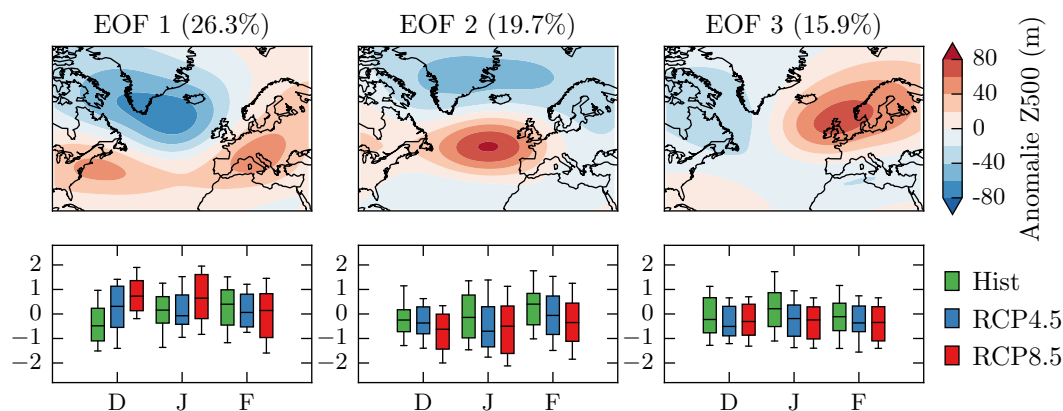 EOF 1 (26.3%)
EOF 2 (19.7%)
EOF 3 (15.9%)
80
40
0
-40
-80
Anomalie Z500 (m)
2
1
0
−1
−2
D J F
2
1
0
−1
−2
D J F
2
1
0
−1
−2
D J F
Hist
RCP4.5
RCP8.5